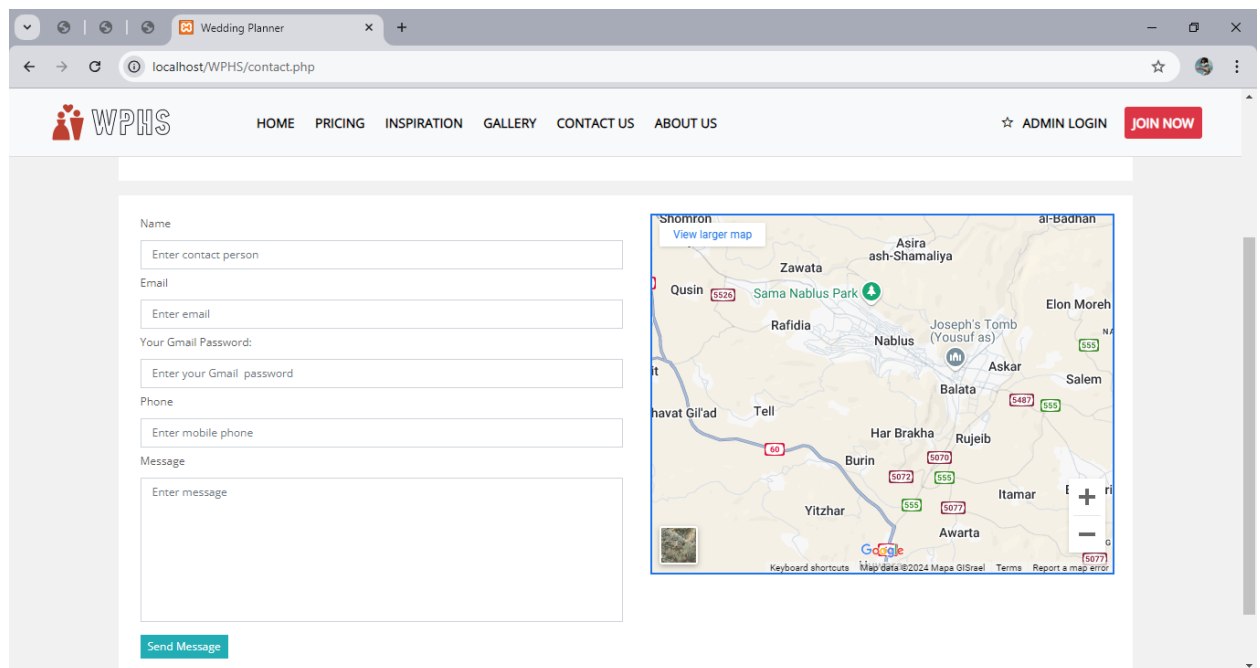 Wedding Planner
localhost/WPHS/contact.php
WPHS HOME PRICING INSPIRATION GALLERY CONTACT US ABOUT US ☆ ADMIN LOGIN JOIN NOW
Name
Enter contact person
Email
Enter email
Your Gmail Password:
Enter your Gmail password
Phone
Enter mobile phone
Message
Enter message
Send Message
Shomron
al-Badhan
View larger map
Asira
ash-Shamaliya
Zawata
Qusin
5526
Sama Nablus Park
Elon Moreh
Rafidia
Joseph's Tomb
(Yousuf as)
Nablus
555
Askar
Salem
Balata
5487
555
havat Gil'ad
Tell
Har Brakha
Rujeib
60
Burin
5070
5072
555
Itamar
Yitzhar
555
5077
Awarta
Google
5077
Keyboard shortcuts Map data ©2024 Mapa GISrael Terms Report a map error